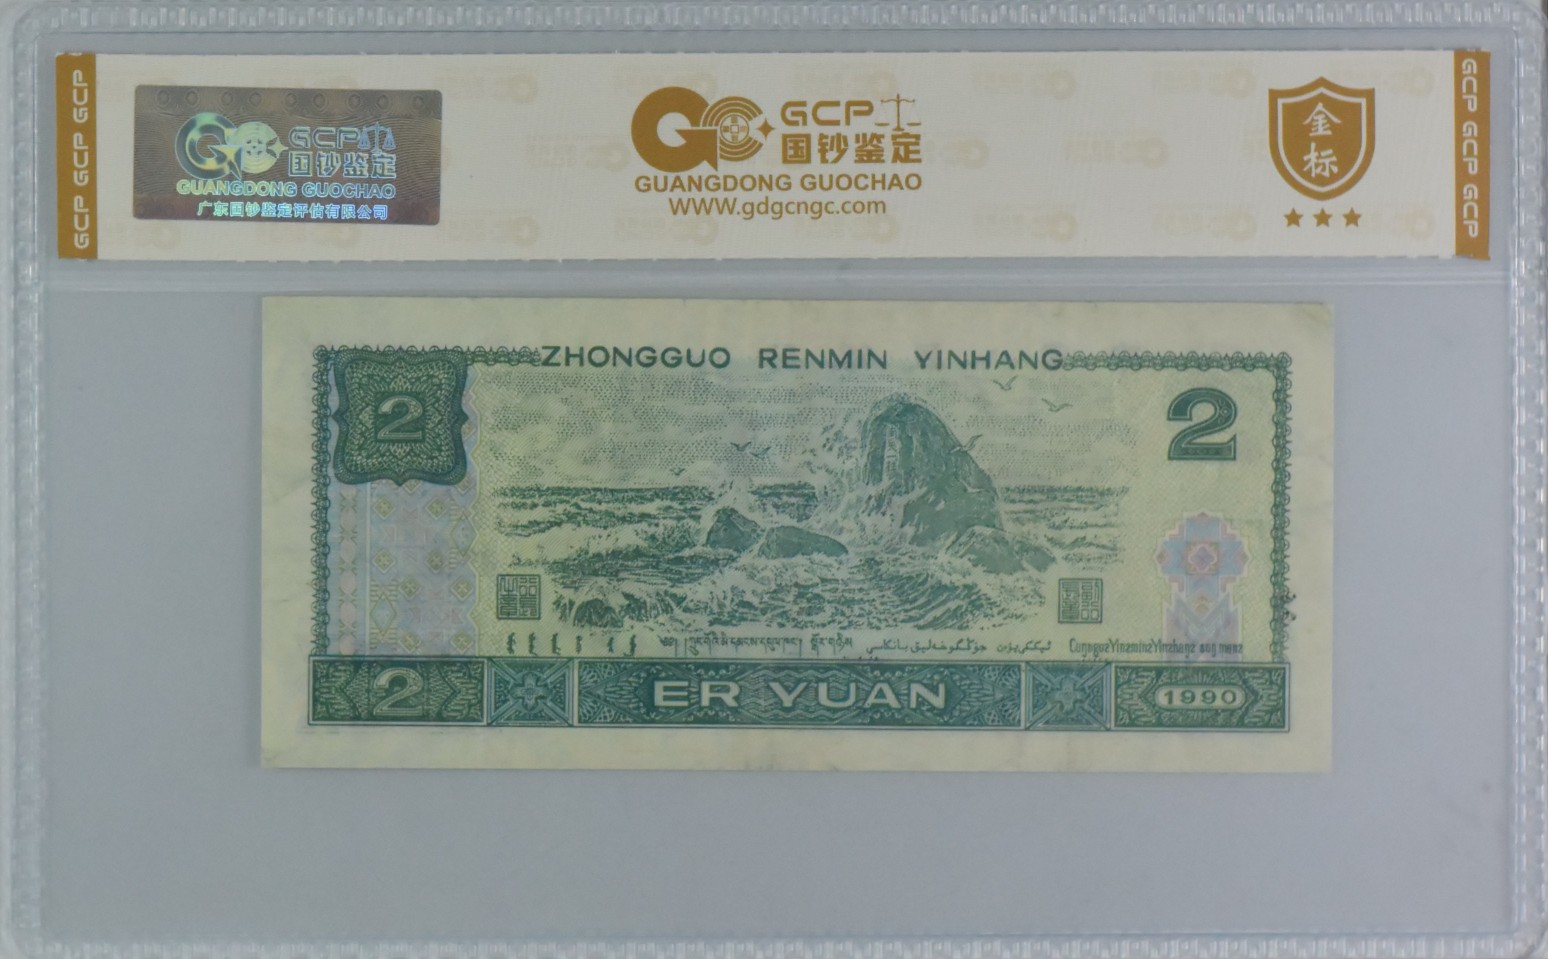 GCP GCP GCP
GCP
国钞鉴定
GUANGDONG GUOCHAO
广东国钞鉴定评估有限公司
GCP
国钞鉴定
GUANGDONG GUOCHAO
WWW.gdgcngc.com
金
标
GCP GCP GCP
ZHONGGUO RENMIN YINHANG
2
2
2 ER YUAN 1990